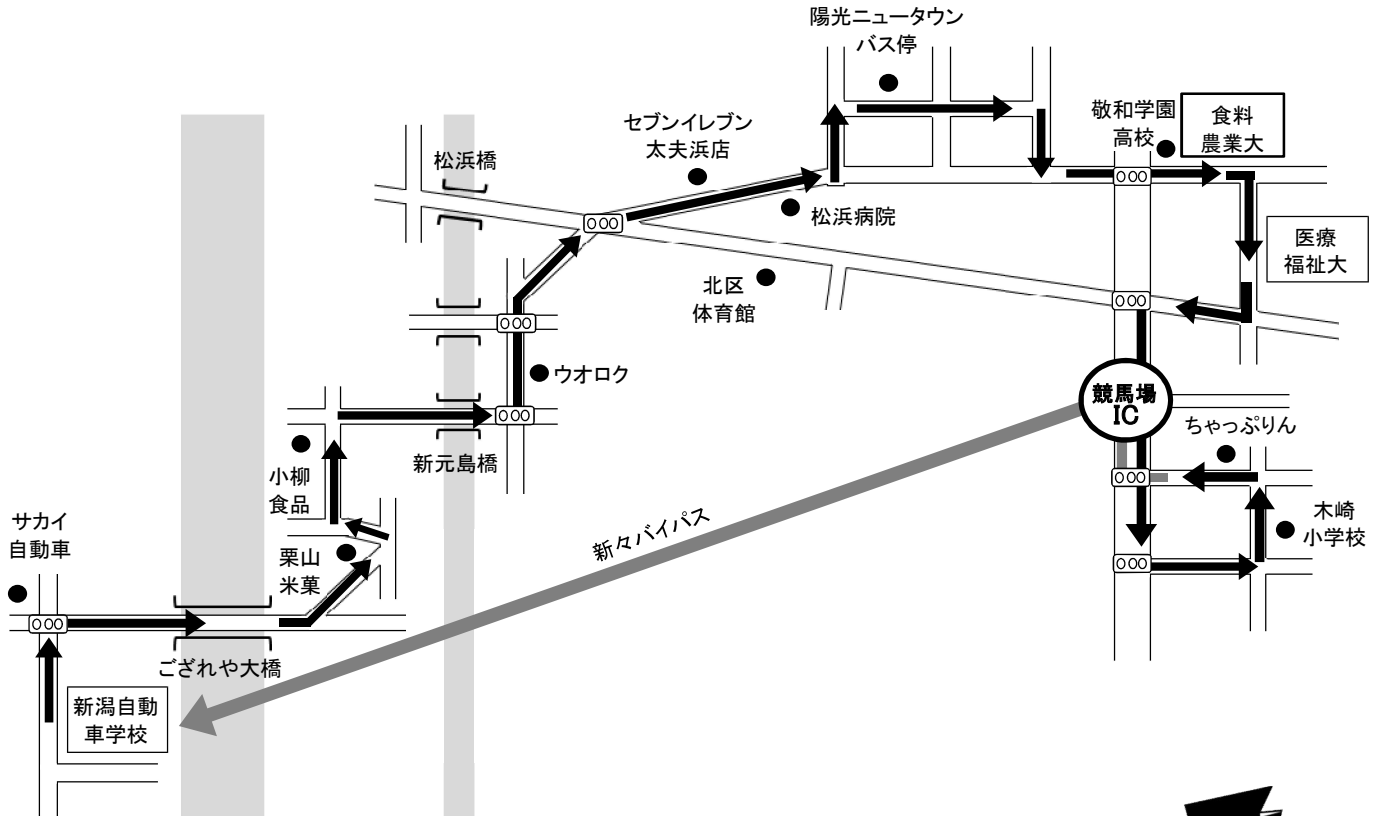 陽光ニュータウン
バス停
敬和学園
高校
食料
農業大
セブンイレブン
太夫浜店
松浜橋
松浜病院
医療
福祉大
北区
体育館
ウオロク
競馬場
IC
ちゃっぷりん
新元島橋
小柳
食品
木崎
小学校
サカイ
自動車
栗山
米菓
新々バイパス
ござれや大橋
新潟自動
車学校